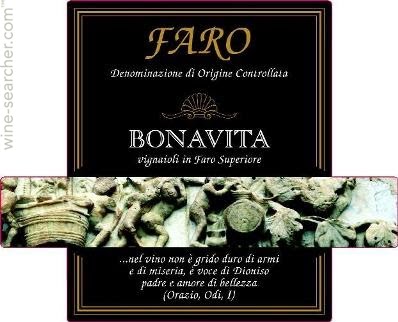 FARO
Denominazione di Origine Controllata
BONAVITA
vignaioli in Faro Superiore
...nel vino non è grido duro di armi
e di miseria, è voce di Dioniso
padre e amore di bellezza
(Orazio, Odi, I)
wine-searcher.com